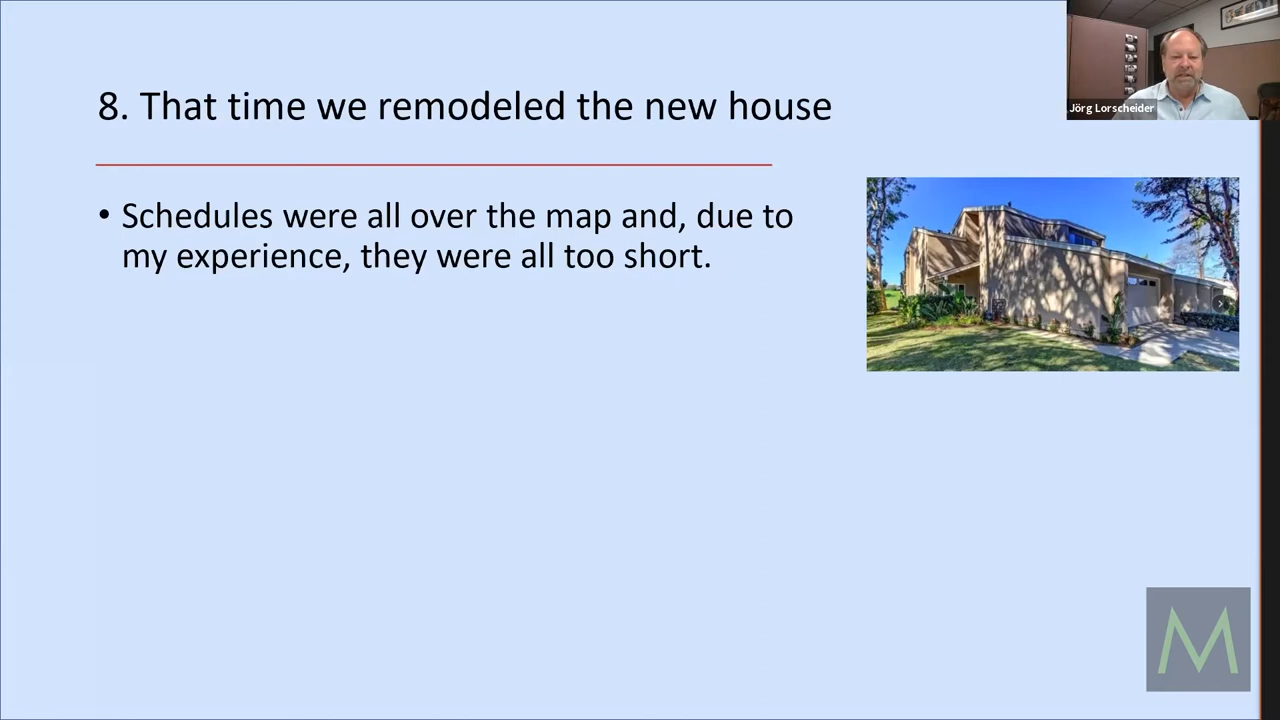 8. That time we remodeled the new house
Jörg Lorscheider
• Schedules were all over the map and, due to
my experience, they were all too short.
M